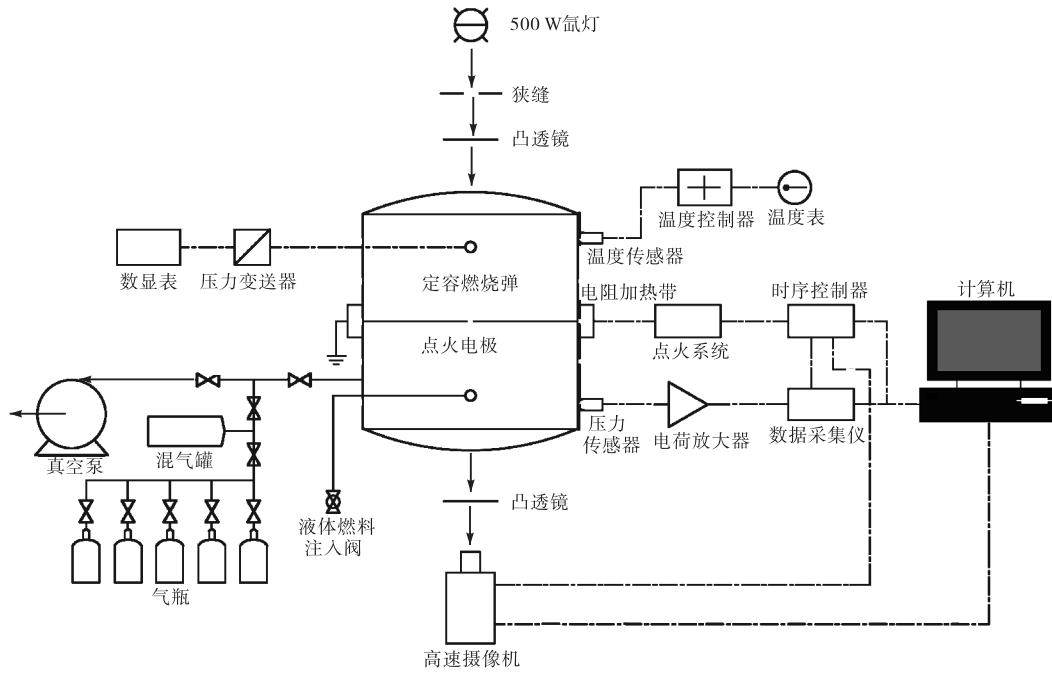 500 W氙灯
狭缝
凸透镜
温度控制器
温度表
温度传感器
数显表
压力变送器
定容燃烧弹
电阻加热带
时序控制器
计算机
点火电极
点火系统
压力
传感器
电荷放大器
数据采集仪
真空泵
混气罐
凸透镜
液体燃料
注入阀
气瓶
高速摄像机